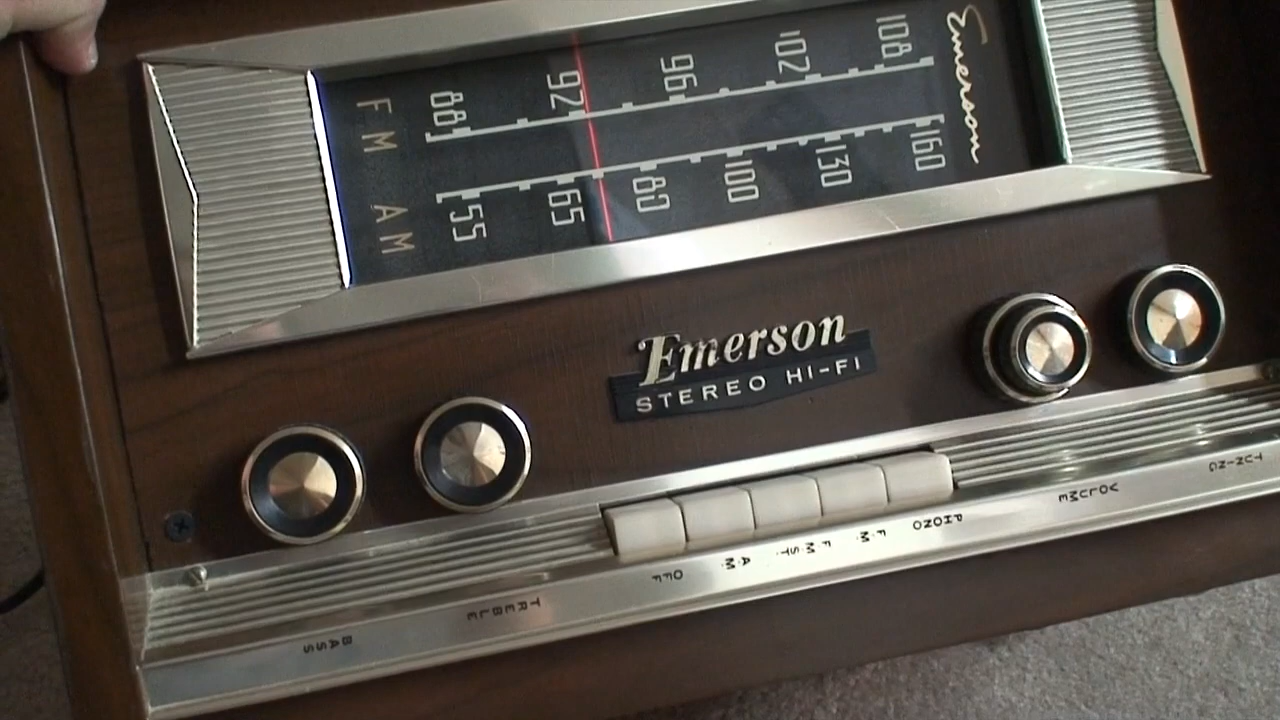 FM 88 92 96 102 108
AM 55 65 80 100 130 160
Emerson
Emerson
STEREO HI-FI
BASS TREBLE OFF A.M. F.M.ST. F.M. PHONO VOLUME TUNING